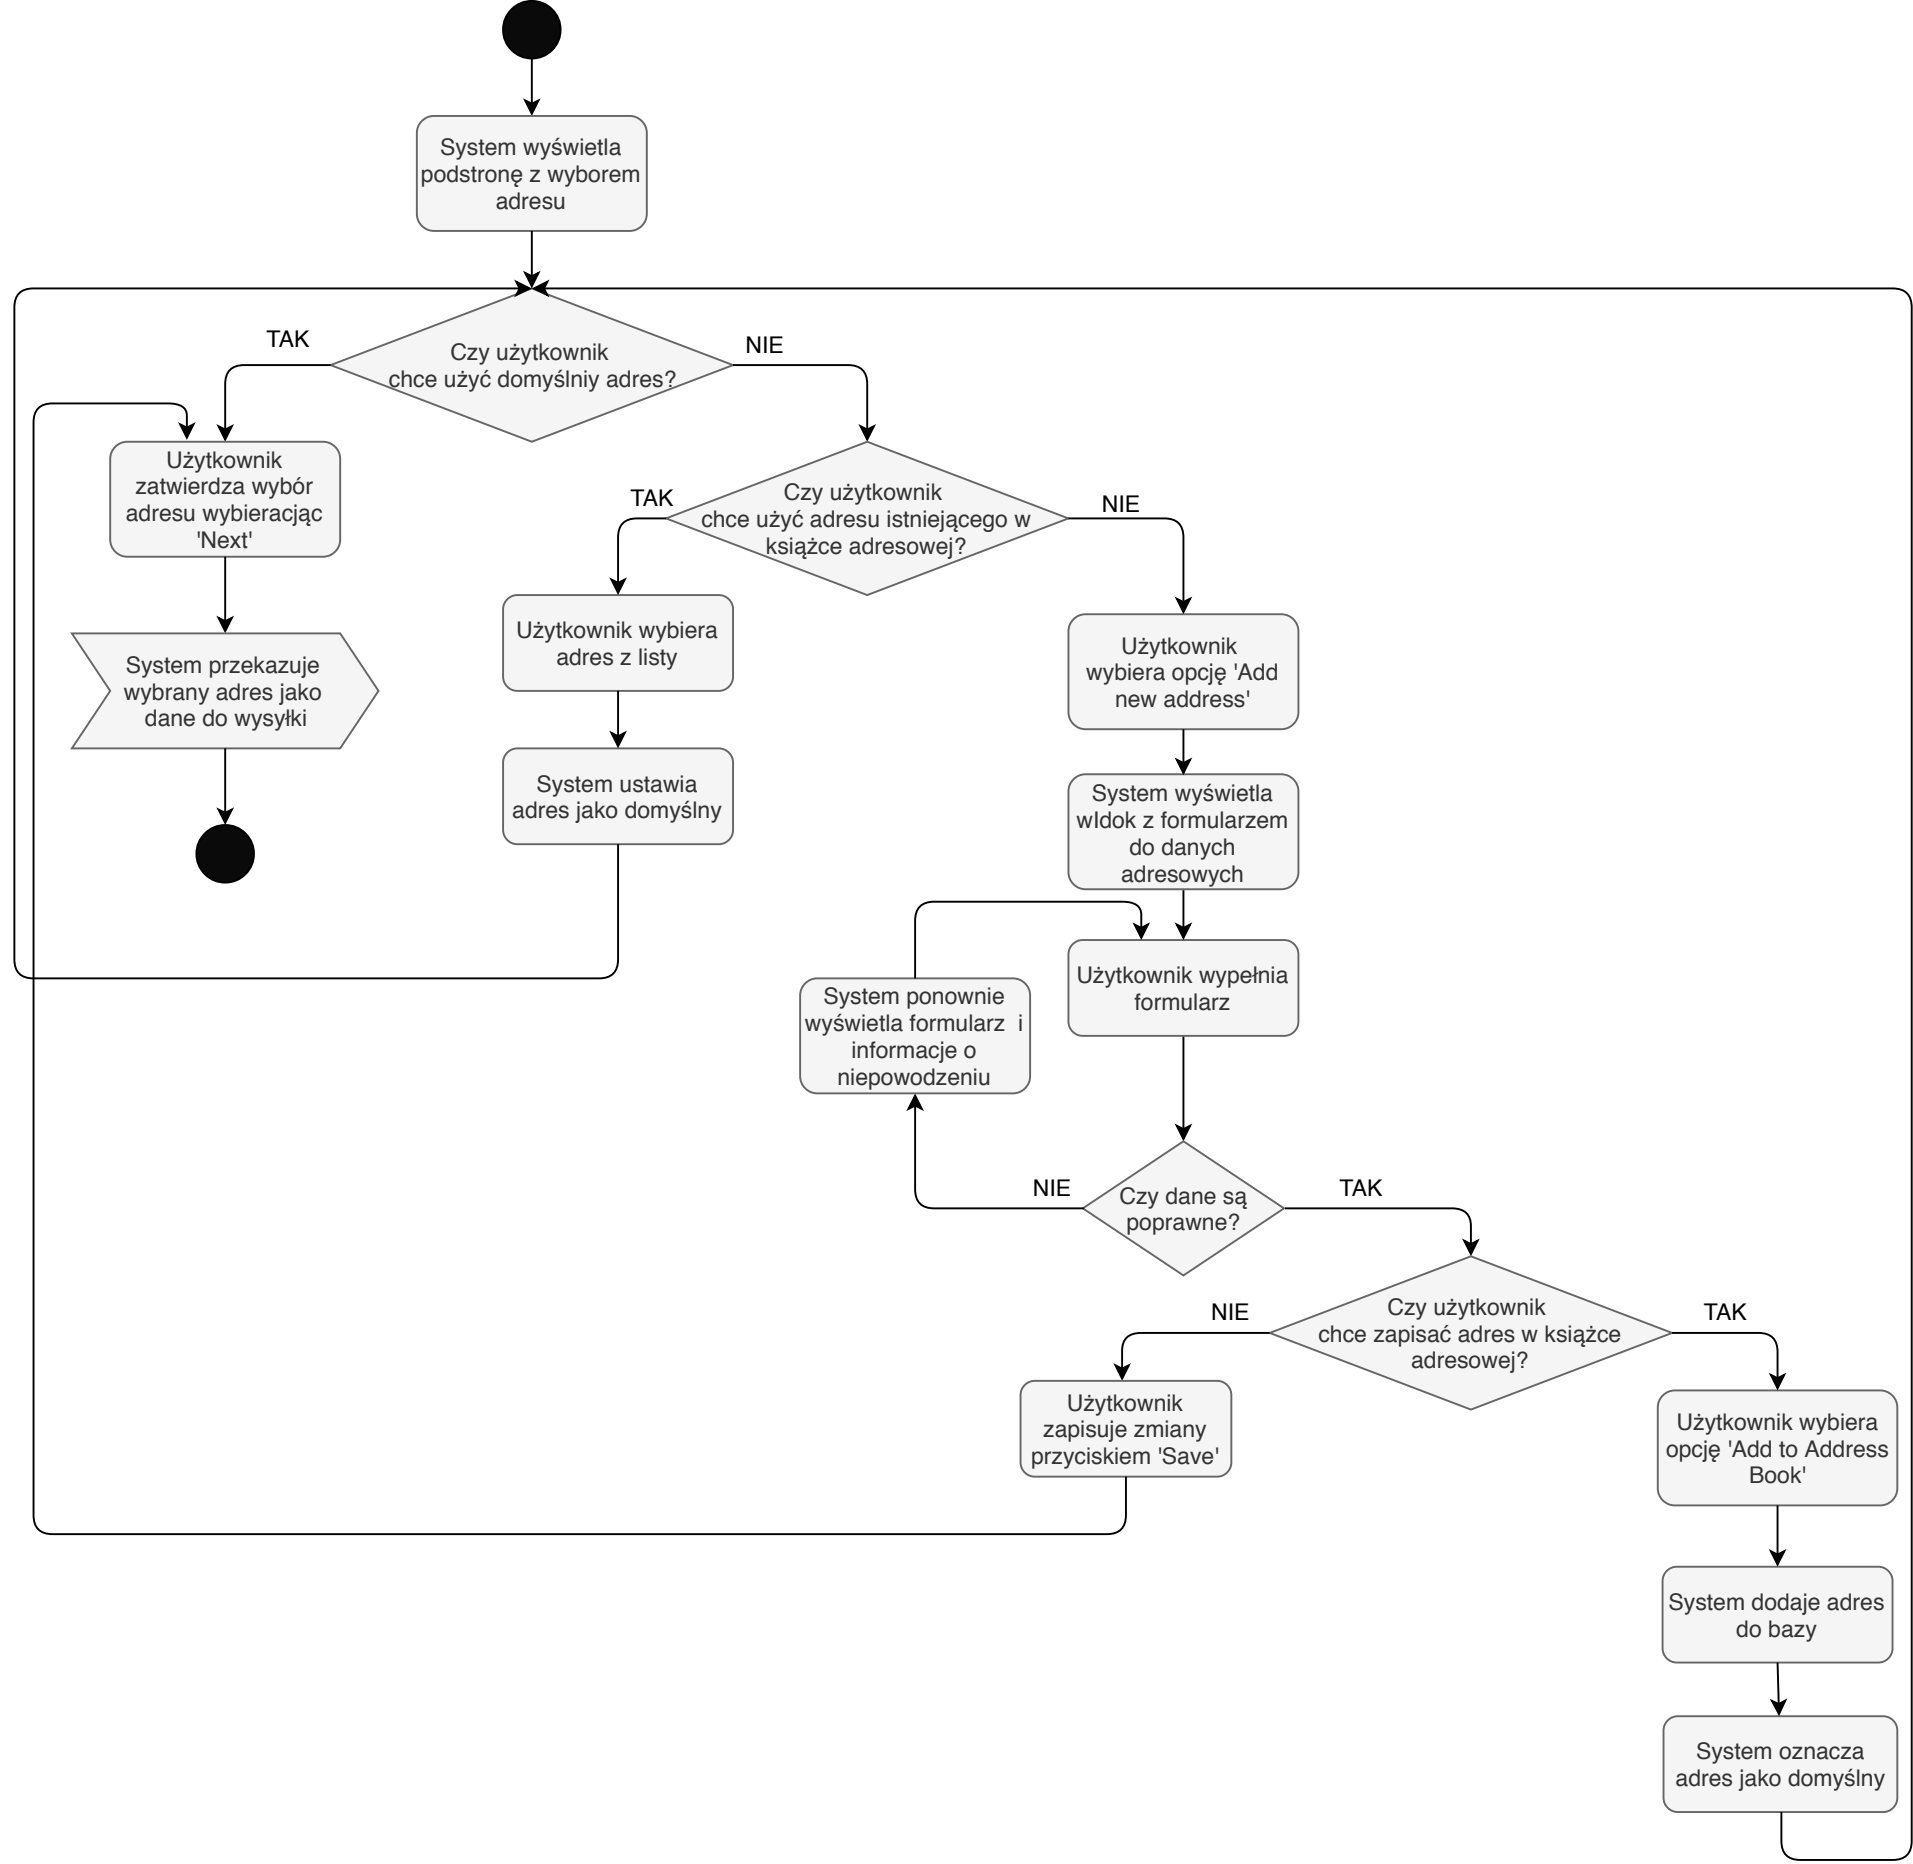 System wyświetla
podstronę z wyborem
adresu
TAK
Czy użytkownik
chce użyć domyślniy adres?
NIE
Użytkownik
zatwierdza wybór
adresu wybieracjąc
'Next'
TAK
Czy użytkownik
chce użyć adresu istniejącego w
książce adresowej?
NIE
System przekazuje
wybrany adres jako
dane do wysyłki
Użytkownik wybiera
adres z listy
Użytkownik
wybiera opcję 'Add
new address'
System ustawia
adres jako domyślny
System wyświetla
wIdok z formularzem
do danych
adresowych
System ponownie
wyświetla formularz  i
informacje o
niepowodzeniu
Użytkownik wypełnia
formularz
NIE
Czy dane są
poprawne?
TAK
NIE
Czy użytkownik
chce zapisać adres w książce
adresowej?
TAK
Użytkownik
zapisuje zmiany
przyciskiem 'Save'
Użytkownik wybiera
opcję 'Add to Address
Book'
System dodaje adres
do bazy
System oznacza
adres jako domyślny